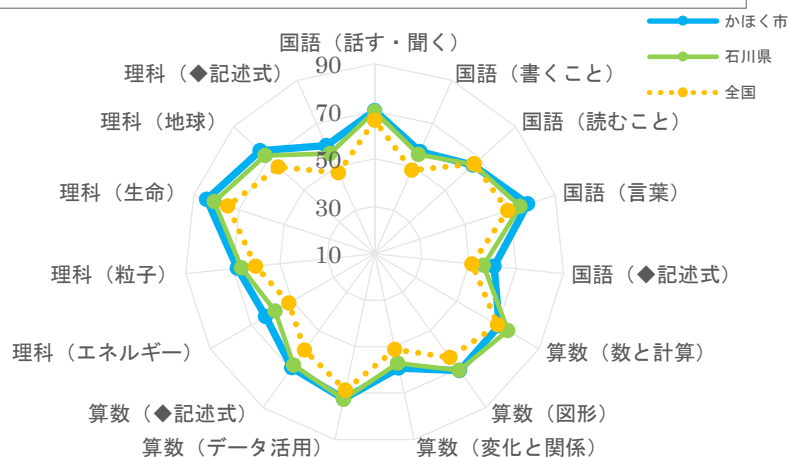 かほく市
石川県
全国
国語（話す・聞く）
国語（書くこと）
国語（読むこと）
国語（言葉）
国語（◆記述式）
算数（数と計算）
算数（図形）
算数（変化と関係）
算数（データ活用）
算数（◆記述式）
理科（エネルギー）
理科（粒子）
理科（生命）
理科（地球）
理科（◆記述式）
90
70
50
30
10